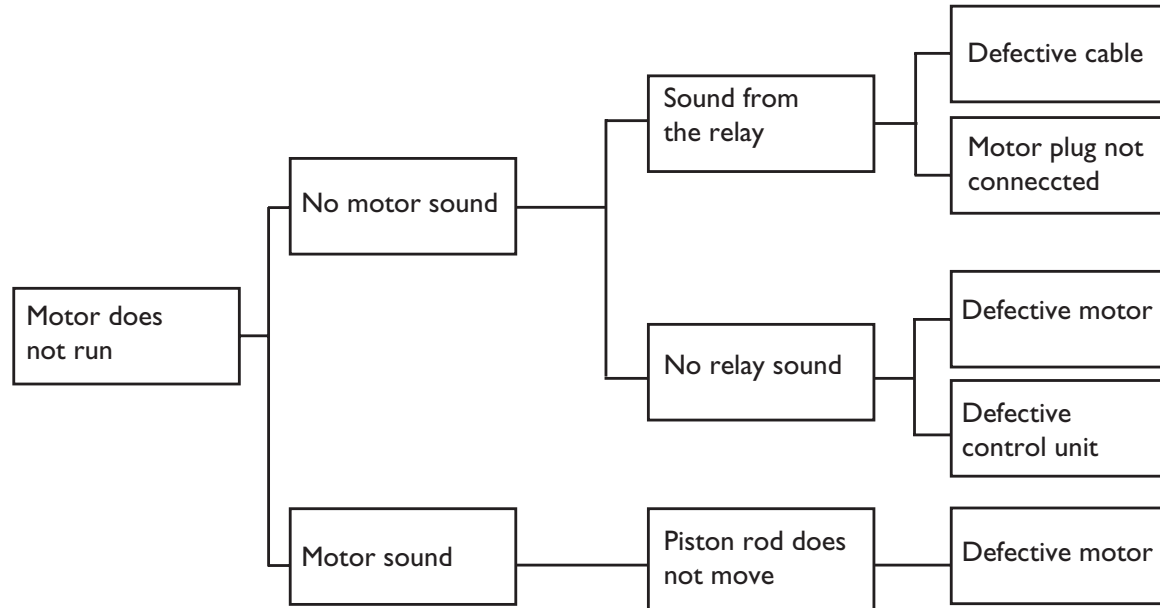 Defective cable
Sound from
the relay
Motor plug not
conneccted
No motor sound
Motor does
not run
Defective motor
No relay sound
Defective
control unit
Motor sound
Piston rod does
not move
Defective motor